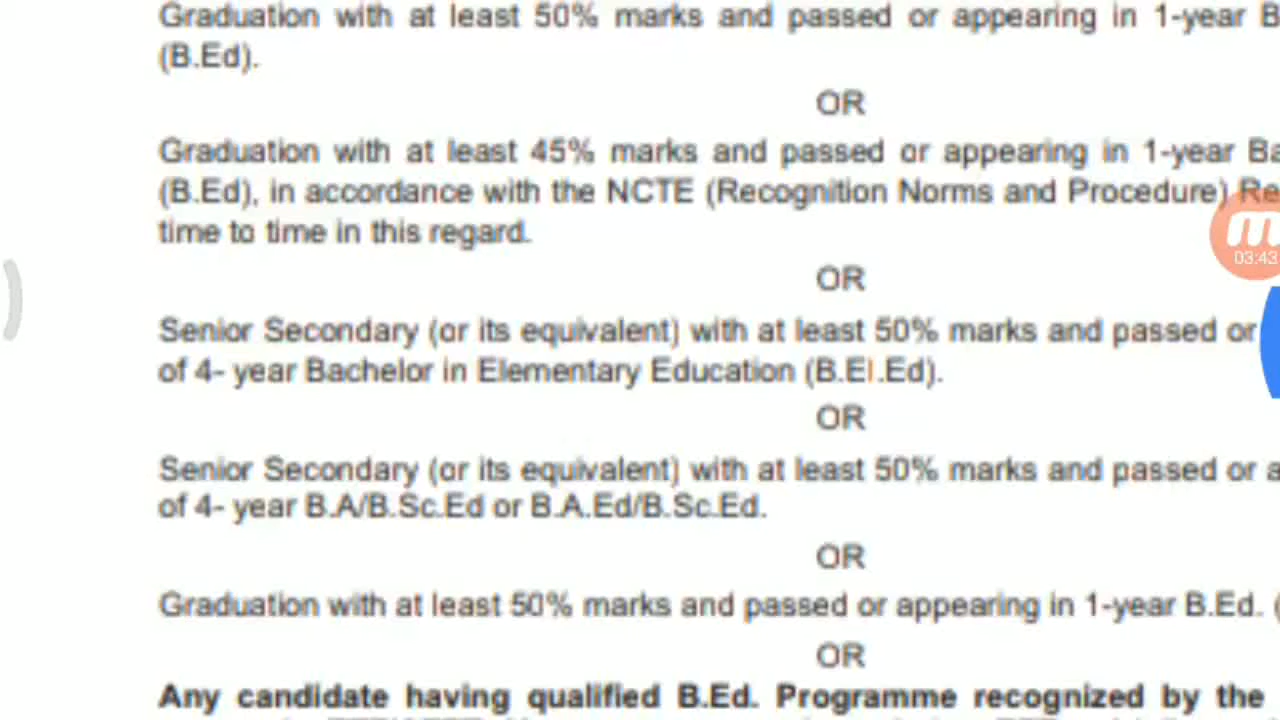 Graduation with at least 50% marks and passed or appearing in 1-year B
(B.Ed).
OR
Graduation with at least 45% marks and passed or appearing in 1-year Ba
(B.Ed), in accordance with the NCTE (Recognition Norms and Procedure) Re
time to time in this regard.
03:43
OR
Senior Secondary (or its equivalent) with at least 50% marks and passed or
of 4- year Bachelor in Elementary Education (B.El.Ed).
OR
Senior Secondary (or its equivalent) with at least 50% marks and passed or a
of 4- year B.A/B.Sc.Ed or B.A.Ed/B.Sc.Ed.
OR
Graduation with at least 50% marks and passed or appearing in 1-year B.Ed. (
OR
Any candidate having qualified B.Ed. Programme recognized by the